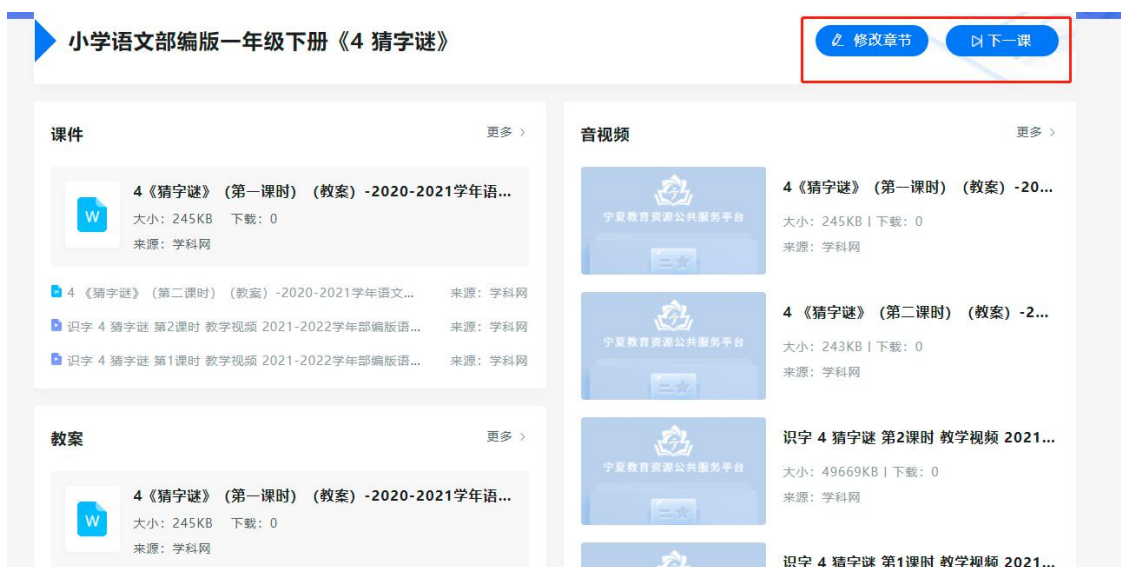 小学语文部编版一年级下册《4 猜字谜》
修改章节
下一课
课件
更多
4《猜字谜》（第一课时）（教案）-2020-2021学年语...
大小：245KB 下载：0
来源：学科网
4 《猜字谜》（第二课时）（教案）-2020-2021学年语文...
来源：学科网
识字 4 猜字谜 第2课时 教学视频 2021-2022学年部编版语...
来源：学科网
识字 4 猜字谜 第1课时 教学视频 2021-2022学年部编版语...
来源：学科网
教案
更多
4《猜字谜》（第一课时）（教案）-2020-2021学年语...
大小：245KB 下载：0
来源：学科网
音视频
更多
宁夏教育资源公共服务平台
4《猜字谜》（第一课时）（教案）-20...
大小：245KB | 下载：0
来源：学科网
宁夏教育资源公共服务平台
4 《猜字谜》（第二课时）（教案）-2...
大小：243KB | 下载：0
来源：学科网
宁夏教育资源公共服务平台
识字 4 猜字谜 第2课时 教学视频 2021...
大小：49669KB | 下载：0
来源：学科网
识字 4 猜字谜 第1课时 教学视频 2021...